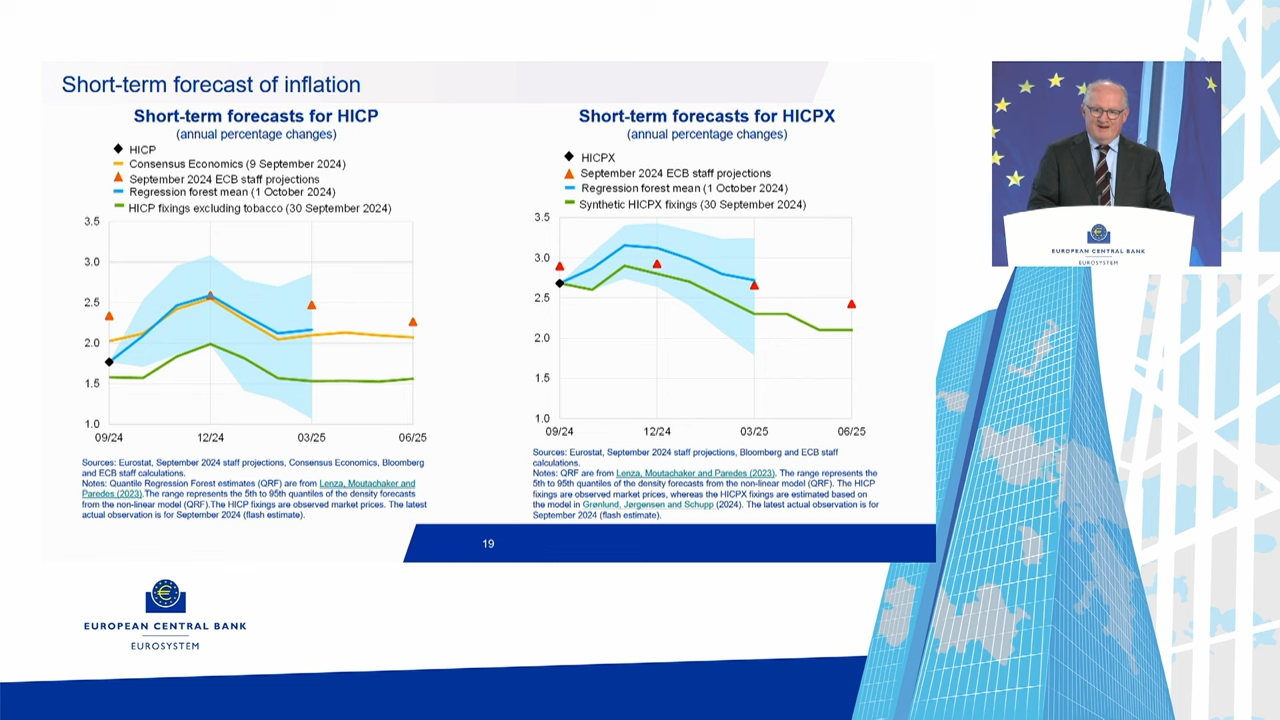 Short-term forecast of inflation
Short-term forecasts for HICP
(annual percentage changes)
HICP
Consensus Economics (9 September 2024)
September 2024 ECB staff projections
Regression forest mean (1 October 2024)
HICP fixings excluding tobacco (30 September 2024)
3.5
3.0
2.5
2.0
1.5
1.0
09/24
12/24
03/25
06/25
Sources: Eurostat, September 2024 staff projections, Consensus Economics, Bloomberg
and ECB staff calculations.
Notes: Quantile Regression Forest estimates (QRF) are from Lenza, Moutachaker and
Paredes (2023).The range represents the 5th to 95th quantiles of the density forecasts
from the non-linear model (QRF).The HICP fixings are observed market prices. The latest
actual observation is for September 2024 (flash estimate).
Short-term forecasts for HICPX
(annual percentage changes)
HICPX
September 2024 ECB staff projections
Regression forest mean (1 October 2024)
Synthetic HICPX fixings (30 September 2024)
3.5
3.0
2.5
2.0
1.5
1.0
09/24
12/24
03/25
06/25
Sources: Eurostat, September 2024 staff projections, Bloomberg and ECB staff
calculations.
Notes: QRF are from Lenza, Moutachaker and Paredes (2023). The range represents the
5th to 95th quantiles of the density forecasts from the non-linear model (QRF). The HICP
fixings are observed market prices, whereas the HICPX fixings are estimated based on
the model in Grønlund, Jørgensen and Schupp (2024). The latest actual observation is for
September 2024 (flash estimate).
19
EUROPEAN CENTRAL BANK
EUROSYSTEM
EUROPEAN CENTRAL BANK
EUROSYSTEM